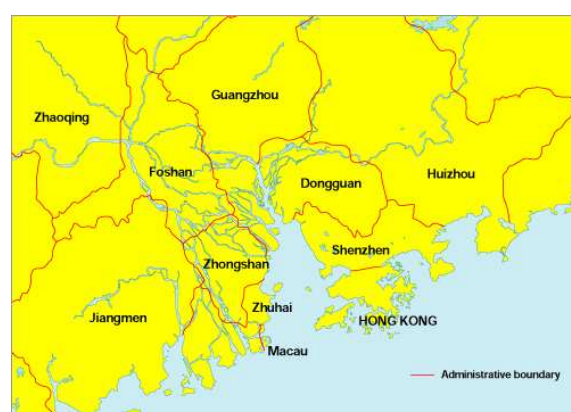 Guangzhou
Zhaoqing
Foshan
Dongguan
Huizhou
Shenzhen
Zhongshan
Zhuhai
Jiangmen
HONG KONG
Macau
Administrative boundary